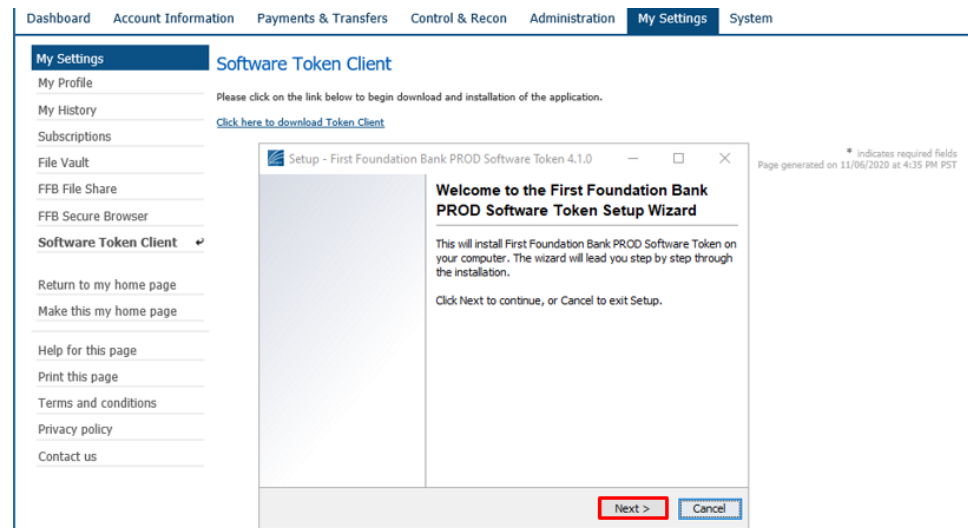 Dashboard Account Information Payments & Transfers Control & Recon Administration My Settings System
My Settings
My Profile
My History
Subscriptions
File Vault
FFB File Share
FFB Secure Browser
Software Token Client
Return to my home page
Make this my home page
Help for this page
Print this page
Terms and conditions
Privacy policy
Contact us
Software Token Client
Please click on the link below to begin download and installation of the application.
Click here to download Token Client
* indicates required fields
Page generated on 11/06/2020 at 4:35 PM PST
Setup - First Foundation Bank PROD Software Token 4.1.0
Welcome to the First Foundation Bank
PROD Software Token Setup Wizard
This will install First Foundation Bank PROD Software Token on
your computer. The wizard will lead you step by step through
the installation.
Click Next to continue, or Cancel to exit Setup.
Next > Cancel